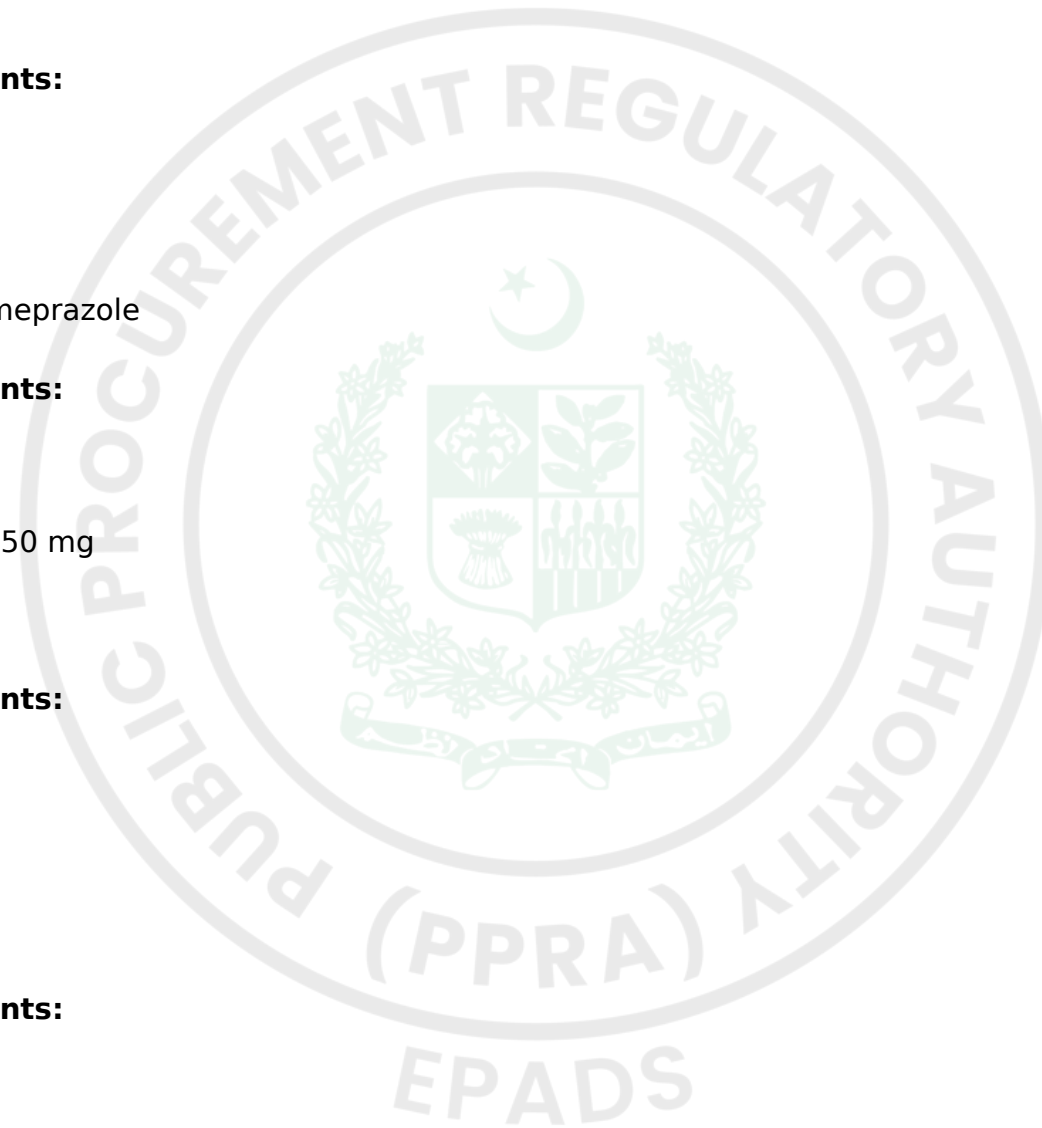 nts:
neprazole
nts:
50 mg
nts:
nts:
PUBLIC PROCUREMENT REGULATORY AUTHORITY
(PPRA)
EPADS